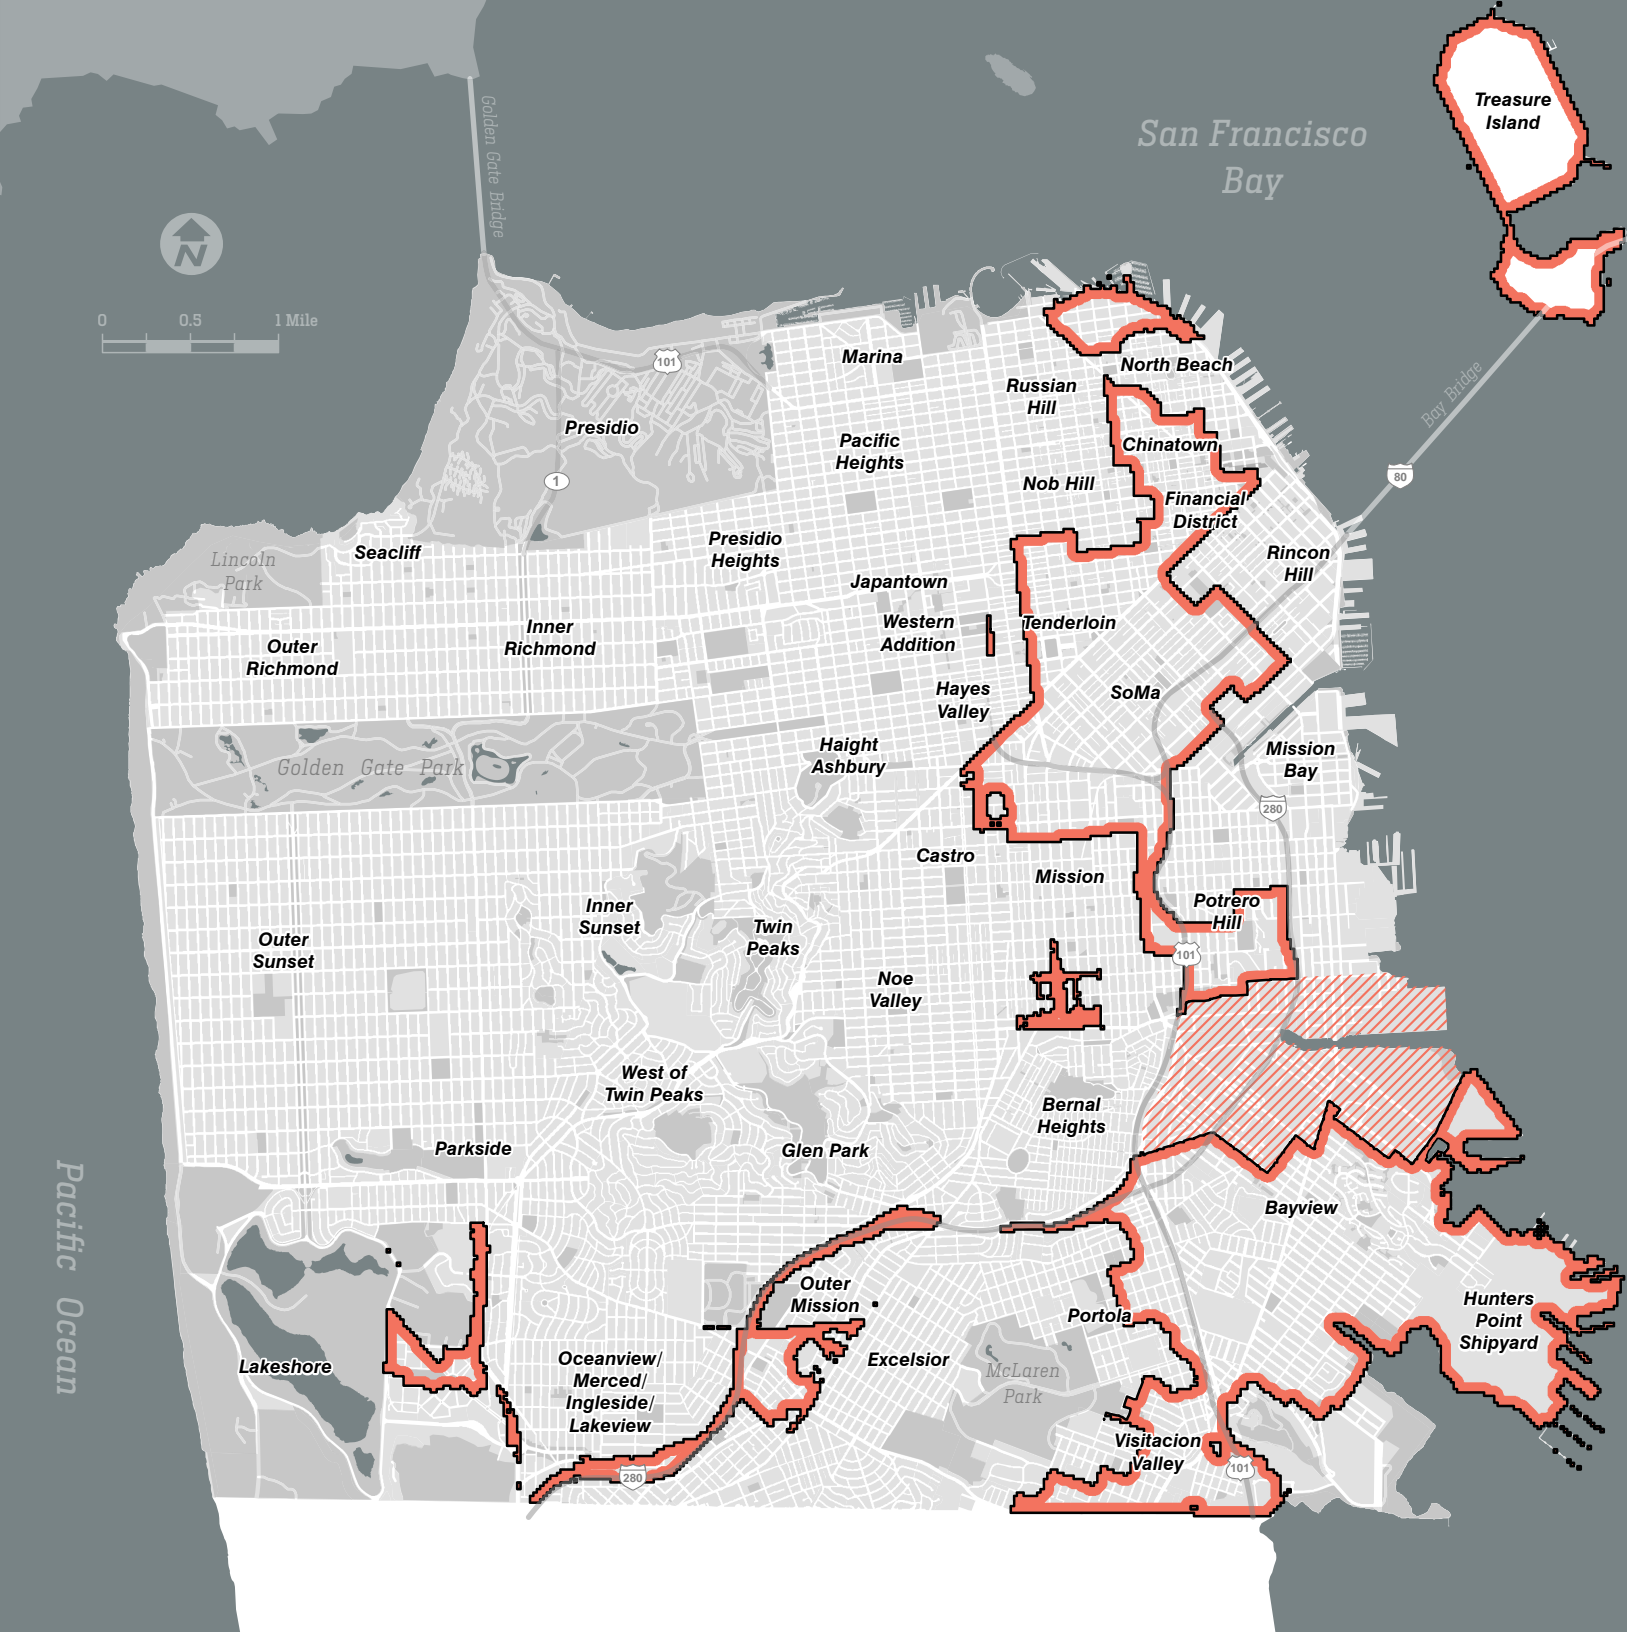 Treasure
Island
San Francisco
Bay
Golden Gate Bridge
N
0 0.5 1 Mile
Marina
North Beach
101
Russian
Hill
Bay Bridge
Presidio
Pacific
Heights
Chinatown
1
Nob Hill
80
Financial
District
Lincoln
Park
Seacliff
Presidio
Heights
Rincon
Hill
Japantown
Outer
Richmond
Inner
Richmond
Western
Addition
Tenderloin
Hayes
Valley
SoMa
Golden Gate Park
Haight
Ashbury
Mission
Bay
280
Castro
Mission
Outer
Sunset
Inner
Sunset
Twin
Peaks
Potrero
Hill
101
Noe
Valley
West of
Twin Peaks
Bernal
Heights
Parkside
Glen Park
Pacific Ocean
Bayview
Outer
Mission
Portola
Hunters
Point
Shipyard
Lakeshore
Oceanview/
Merced/
Ingleside/
Lakeview
Excelsior
McLaren
Park
Visitacion
Valley
280
101